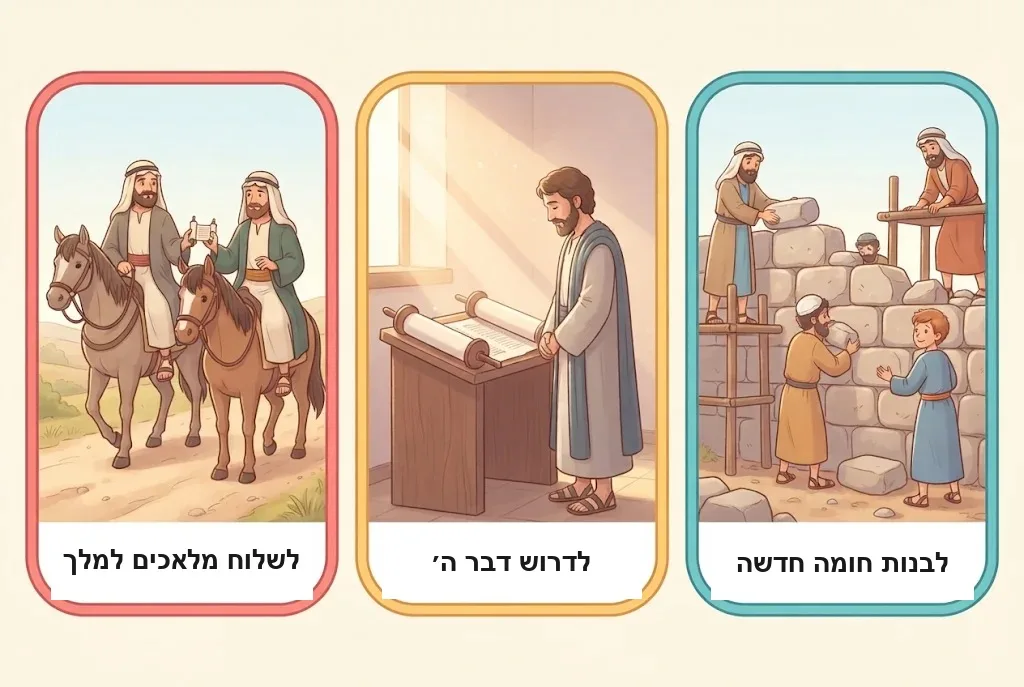 לבנות חומה חדשה
לדרוש דבר ה׳
לשלוח מלאכים למלך